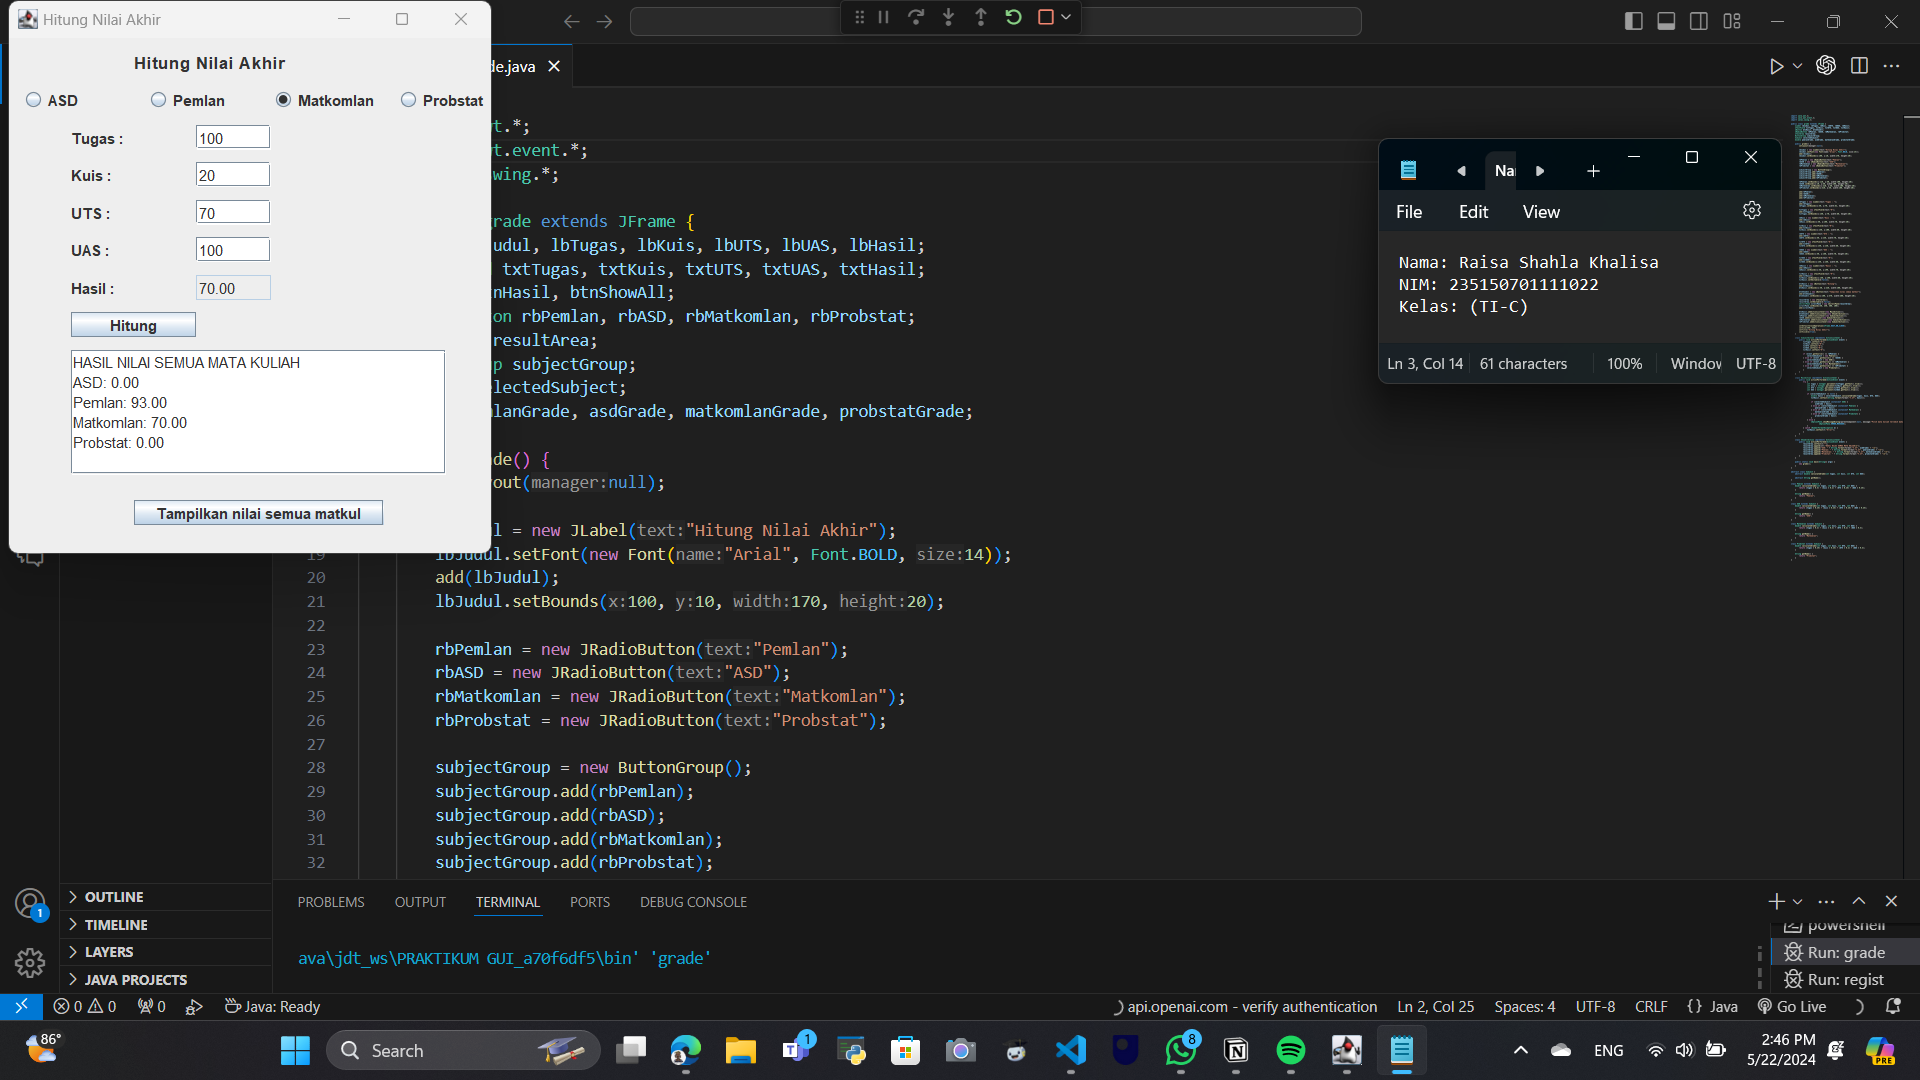 Hitung Nilai Akhir
Hitung Nilai Akhir
ASD
Pemlan
Matkomlan
Probstat
Tugas :
100
Kuis :
20
UTS :
70
UAS :
100
Hasil :
70.00
Hitung
HASIL NILAI SEMUA MATA KULIAH
ASD: 0.00
Pemlan: 93.00
Matkomlan: 70.00
Probstat: 0.00
Tampilkan nilai semua matkul
de.java
t.*;
t.event.*;
wing.*;
rade extends JFrame {
udul, lbTugas, lbKuis, lbUTS, lbUAS, lbHasil;
txtTugas, txtKuis, txtUTS, txtUAS, txtHasil;
nHasil, btnShowAll;
on rbPemlan, rbASD, rbMatkomlan, rbProbstat;
resultArea;
p subjectGroup;
lectedSubject;
lanGrade, asdGrade, matkomlanGrade, probstatGrade;
de() {
out(manager:null);
l = new JLabel(text:"Hitung Nilai Akhir");
19 lbJudul.setFont(new Font(name:"Arial", Font.BOLD, size:14));
20 add(lbJudul);
21 lbJudul.setBounds(x:100, y:10, width:170, height:20);
22
23 rbPemlan = new JRadioButton(text:"Pemlan");
24 rbASD = new JRadioButton(text:"ASD");
25 rbMatkomlan = new JRadioButton(text:"Matkomlan");
26 rbProbstat = new JRadioButton(text:"Probstat");
27
28 subjectGroup = new ButtonGroup();
29 subjectGroup.add(rbPemlan);
30 subjectGroup.add(rbASD);
31 subjectGroup.add(rbMatkomlan);
32 subjectGroup.add(rbProbstat);
Na
File Edit View
Nama: Raisa Shahla Khalisa
NIM: 235150701111022
Kelas: (TI-C)
Ln 3, Col 14 61 characters 100% Window UTF-8
OUTLINE
TIMELINE
LAYERS
JAVA PROJECTS
PROBLEMS OUTPUT TERMINAL PORTS DEBUG CONSOLE
ava\jdt_ws\PRAKTIKUM GUI_a70f6df5\bin' 'grade'
powershell
Run: grade
Run: regist
1
0 0 0 Java: Ready
api.openai.com - verify authentication Ln 2, Col 25 Spaces: 4 UTF-8 CRLF {} Java Go Live
86°
Search
1
8
PRE
ENG
2:46 PM
5/22/2024